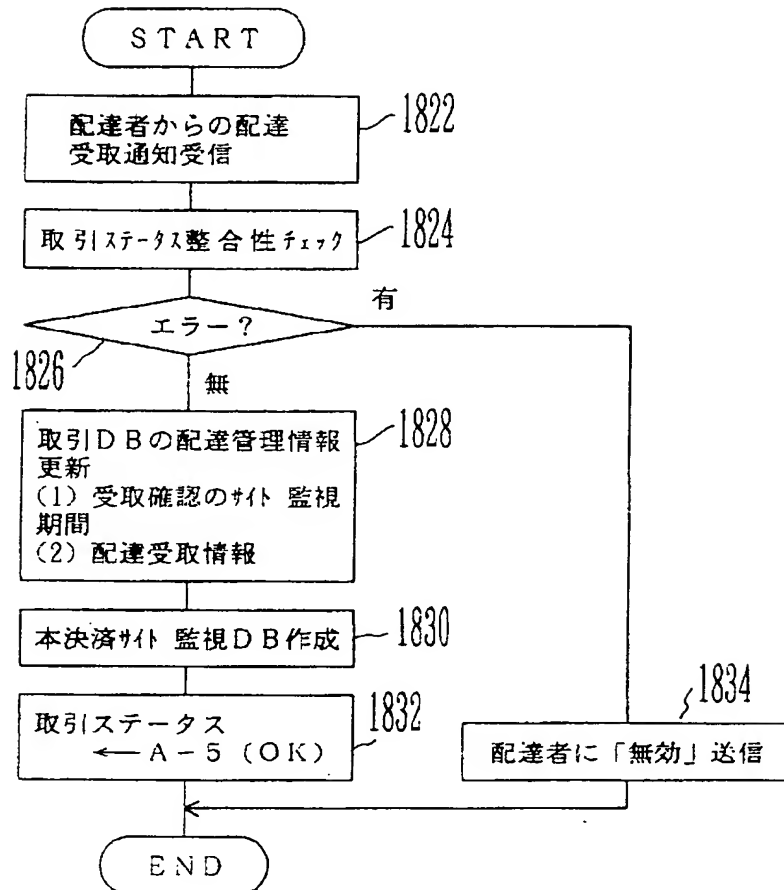 START
配達者からの配達
受取通知受信
1822
取引ステータス整合性チェック
1824
エラー？
有
1826
無
取引DBの配達管理情報
更新
(1) 受取確認のサイト監視
期間
(2) 配達受取情報
1828
本決済サイト監視DB作成
1830
取引ステータス
←A－5 (OK)
1832
1834
配達者に「無効」送信
END